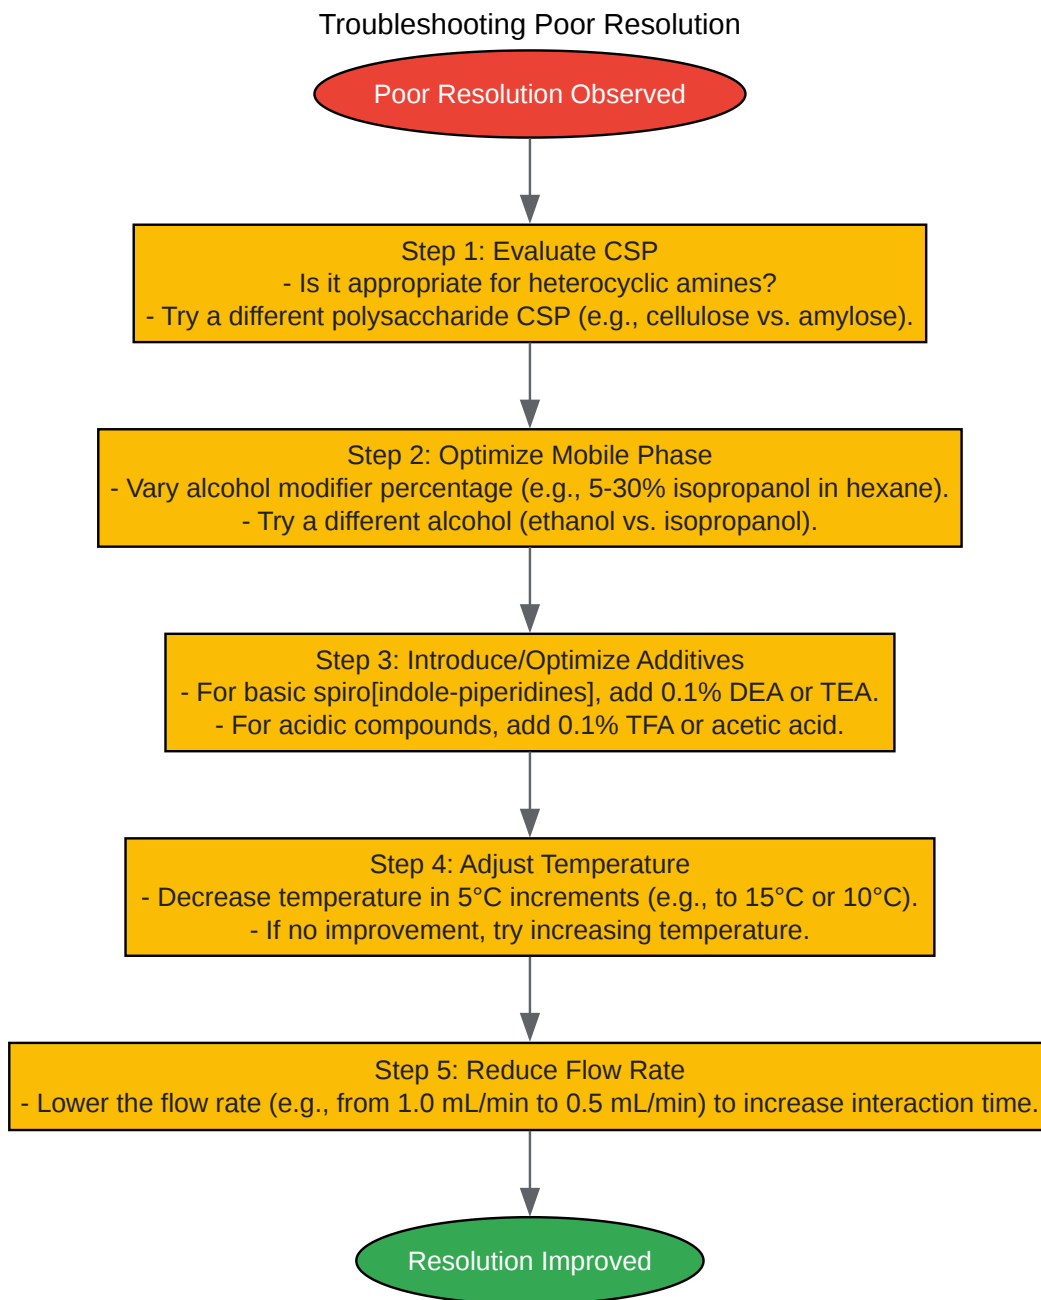 Troubleshooting Poor Resolution
Poor Resolution Observed
Step 1: Evaluate CSP
- Is it appropriate for heterocyclic amines?
- Try a different polysaccharide CSP (e.g., cellulose vs. amylose).
Step 2: Optimize Mobile Phase
- Vary alcohol modifier percentage (e.g., 5-30% isopropanol in hexane).
- Try a different alcohol (ethanol vs. isopropanol).
Step 3: Introduce/Optimize Additives
- For basic spiro[indole-piperidines], add 0.1% DEA or TEA.
- For acidic compounds, add 0.1% TFA or acetic acid.
Step 4: Adjust Temperature
- Decrease temperature in 5°C increments (e.g., to 15°C or 10°C).
- If no improvement, try increasing temperature.
Step 5: Reduce Flow Rate
- Lower the flow rate (e.g., from 1.0 mL/min to 0.5 mL/min) to increase interaction time.
Resolution Improved